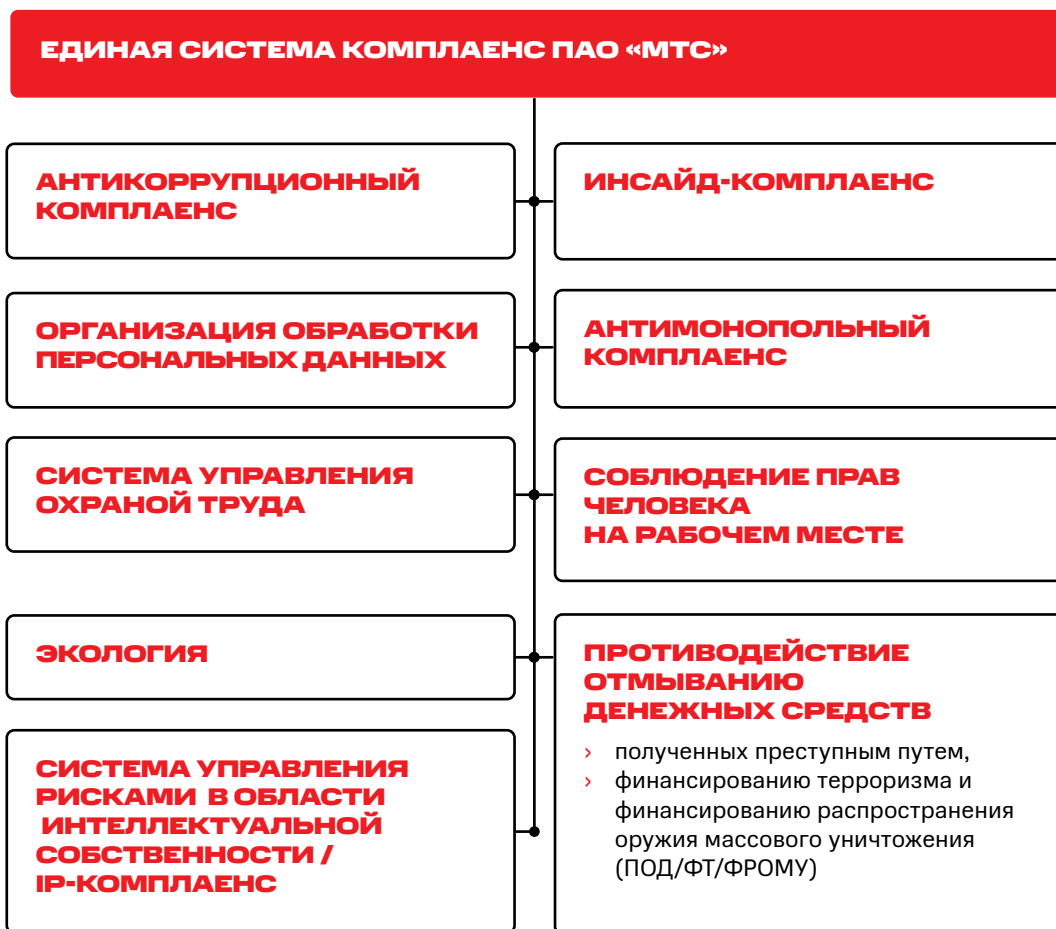 ЕДИНАЯ СИСТЕМА КОМПЛАЕНС ПАО «МТС»
АНТИКОРРУПЦИОННЫЙ
КОМПЛАЕНС
ИНСАЙД-КОМПЛАЕНС
ОРГАНИЗАЦИЯ ОБРАБОТКИ
ПЕРСОНАЛЬНЫХ ДАННЫХ
АНТИМОНОПОЛЬНЫЙ
КОМПЛАЕНС
СИСТЕМА УПРАВЛЕНИЯ
ОХРАНОЙ ТРУДА
СОБЛЮДЕНИЕ ПРАВ
ЧЕЛОВЕКА
НА РАБОЧЕМ МЕСТЕ
ЭКОЛОГИЯ
ПРОТИВОДЕЙСТВИЕ
ОТМЫВАНИЮ
ДЕНЕЖНЫХ СРЕДСТВ
› полученных преступным путем,
› финансированию терроризма и
финансированию распространения
оружия массового уничтожения
(ПОД/ФТ/ФРОМУ)
СИСТЕМА УПРАВЛЕНИЯ
РИСКАМИ В ОБЛАСТИ
ИНТЕЛЛЕКТУАЛЬНОЙ
СОБСТВЕННОСТИ /
IP-КОМПЛАЕНС